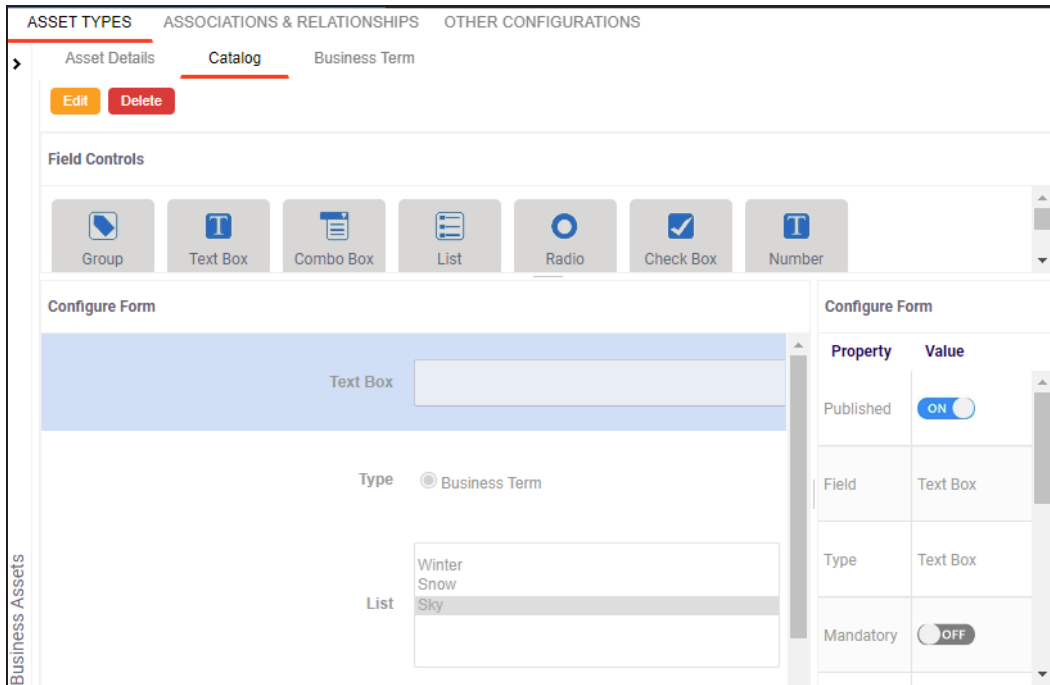 ASSET TYPES ASSOCIATIONS & RELATIONSHIPS OTHER CONFIGURATIONS
Asset Details Catalog Business Term
Edit Delete
Field Controls
T T
Group Text Box Combo Box List Radio Check Box Number
Configure Form
Text Box
Type Business Term
List
Winter
Snow
Sky
Configure Form
Property Value
Published ON
Field Text Box
Type Text Box
Mandatory OFF
Business Assets